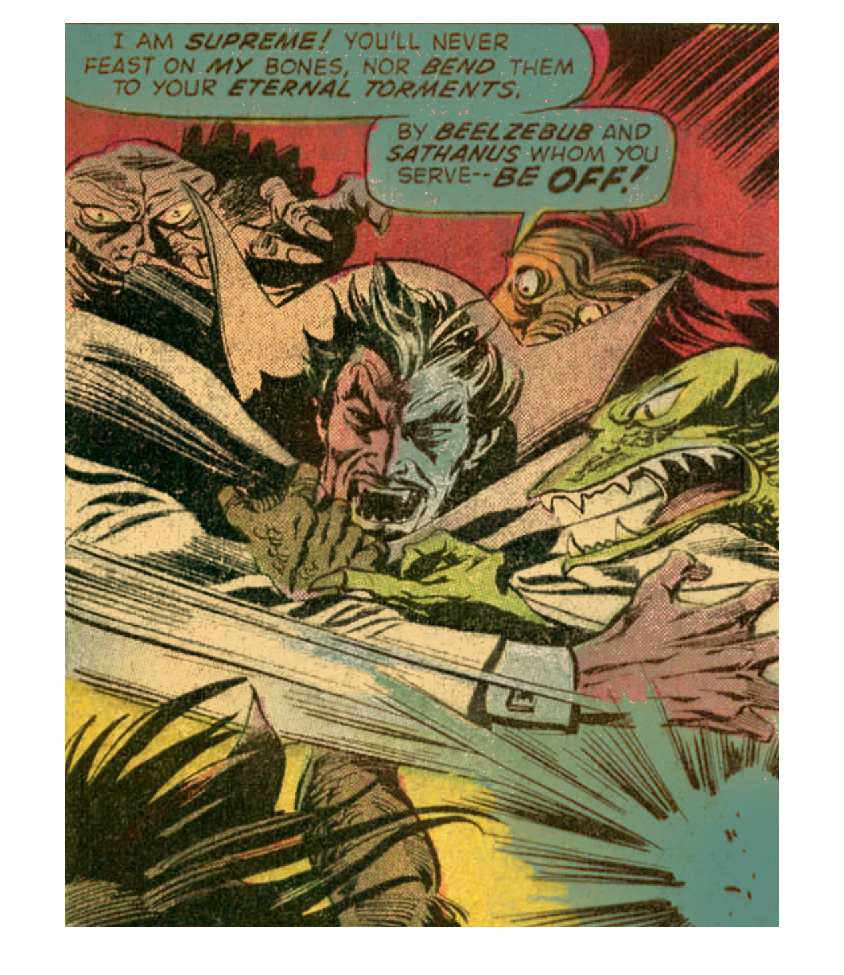 I AM SUPREME! YOU'LL NEVER
FEAST ON MY BONES, NOR BEND THEM
TO YOUR ETERNAL TORMENTS.
BY BEELZEBUB AND
SATHANUS WHOM YOU
SERVE--BE OFF!